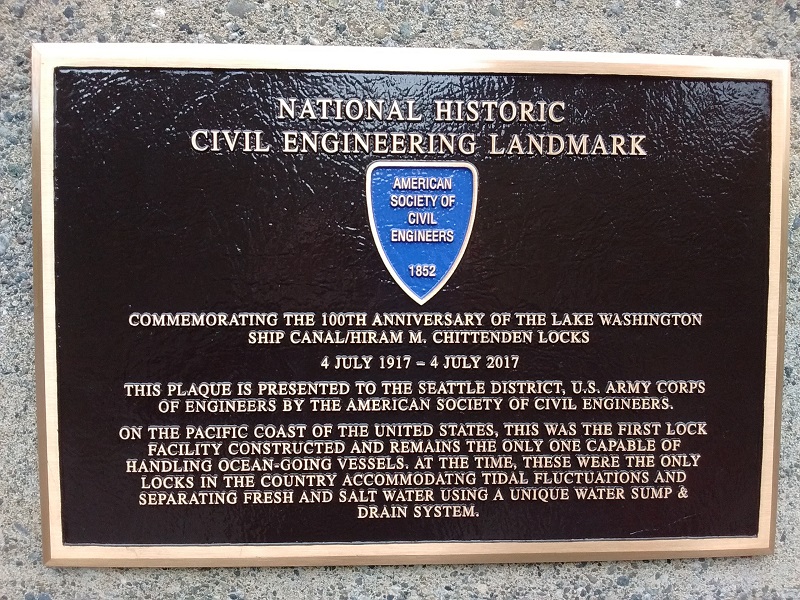 NATIONAL HISTORIC
CIVIL ENGINEERING LANDMARK
AMERICAN
SOCIETY OF
CIVIL
ENGINEERS
1852
COMMEMORATING THE 100TH ANNIVERSARY OF THE LAKE WASHINGTON
SHIP CANAL/HIRAM M. CHITTENDEN LOCKS
4 JULY 1917 – 4 JULY 2017
THIS PLAQUE IS PRESENTED TO THE SEATTLE DISTRICT, U.S. ARMY CORPS
OF ENGINEERS BY THE AMERICAN SOCIETY OF CIVIL ENGINEERS.
ON THE PACIFIC COAST OF THE UNITED STATES, THIS WAS THE FIRST LOCK
FACILITY CONSTRUCTED AND REMAINS THE ONLY ONE CAPABLE OF
HANDLING OCEAN-GOING VESSELS. AT THE TIME, THESE WERE THE ONLY
LOCKS IN THE COUNTRY ACCOMMODATNG TIDAL FLUCTUATIONS AND
SEPARATING FRESH AND SALT WATER USING A UNIQUE WATER SUMP &
DRAIN SYSTEM.